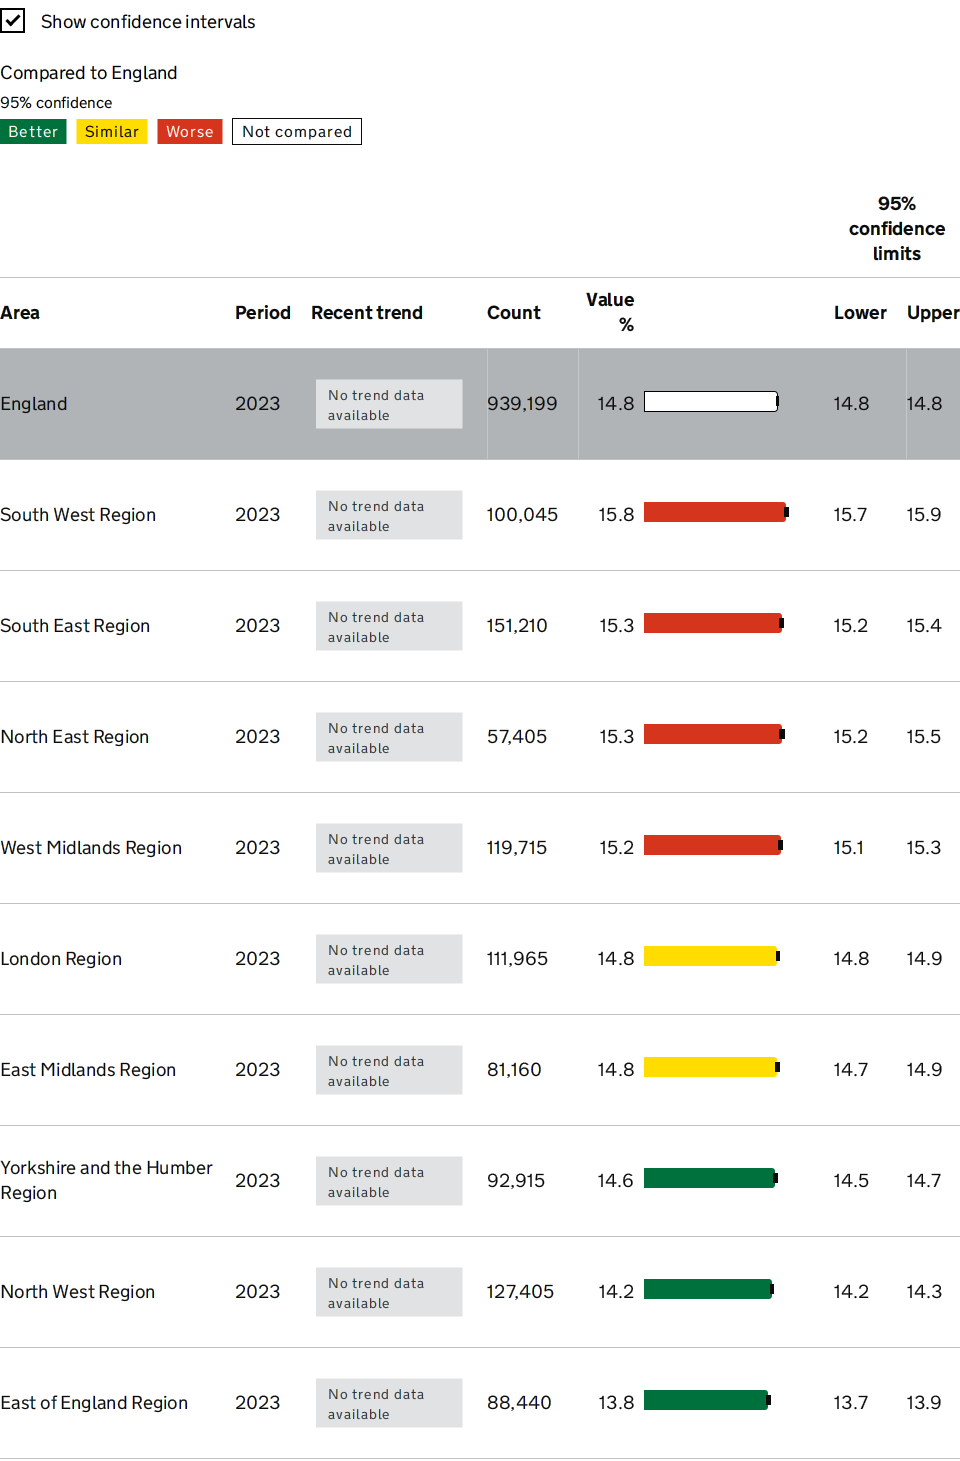 Show confidence intervals
Compared to England
95% confidence
Better Similar Worse Not compared
95%
confidence
limits
Area Period Recent trend Count Value % Lower Upper
England 2023 No trend data available 939,199 14.8 14.8 14.8
South West Region 2023 No trend data available 100,045 15.8 15.7 15.9
South East Region 2023 No trend data available 151,210 15.3 15.2 15.4
North East Region 2023 No trend data available 57,405 15.3 15.2 15.5
West Midlands Region 2023 No trend data available 119,715 15.2 15.1 15.3
London Region 2023 No trend data available 111,965 14.8 14.8 14.9
East Midlands Region 2023 No trend data available 81,160 14.8 14.7 14.9
Yorkshire and the Humber Region 2023 No trend data available 92,915 14.6 14.5 14.7
North West Region 2023 No trend data available 127,405 14.2 14.2 14.3
East of England Region 2023 No trend data available 88,440 13.8 13.7 13.9